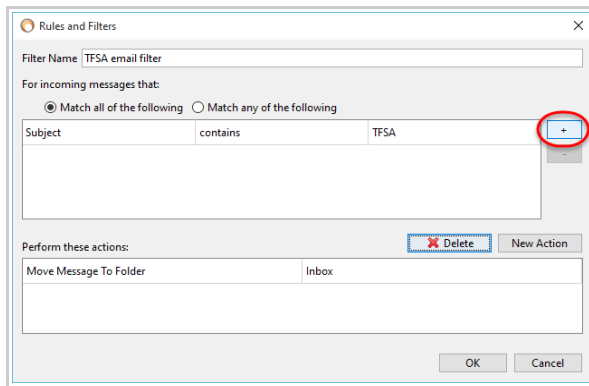 Rules and Filters
Filter Name TFSA email filter
For incoming messages that:
Match all of the following Match any of the following
Subject contains TFSA +
-
Perform these actions: Delete New Action
Move Message To Folder Inbox
OK Cancel